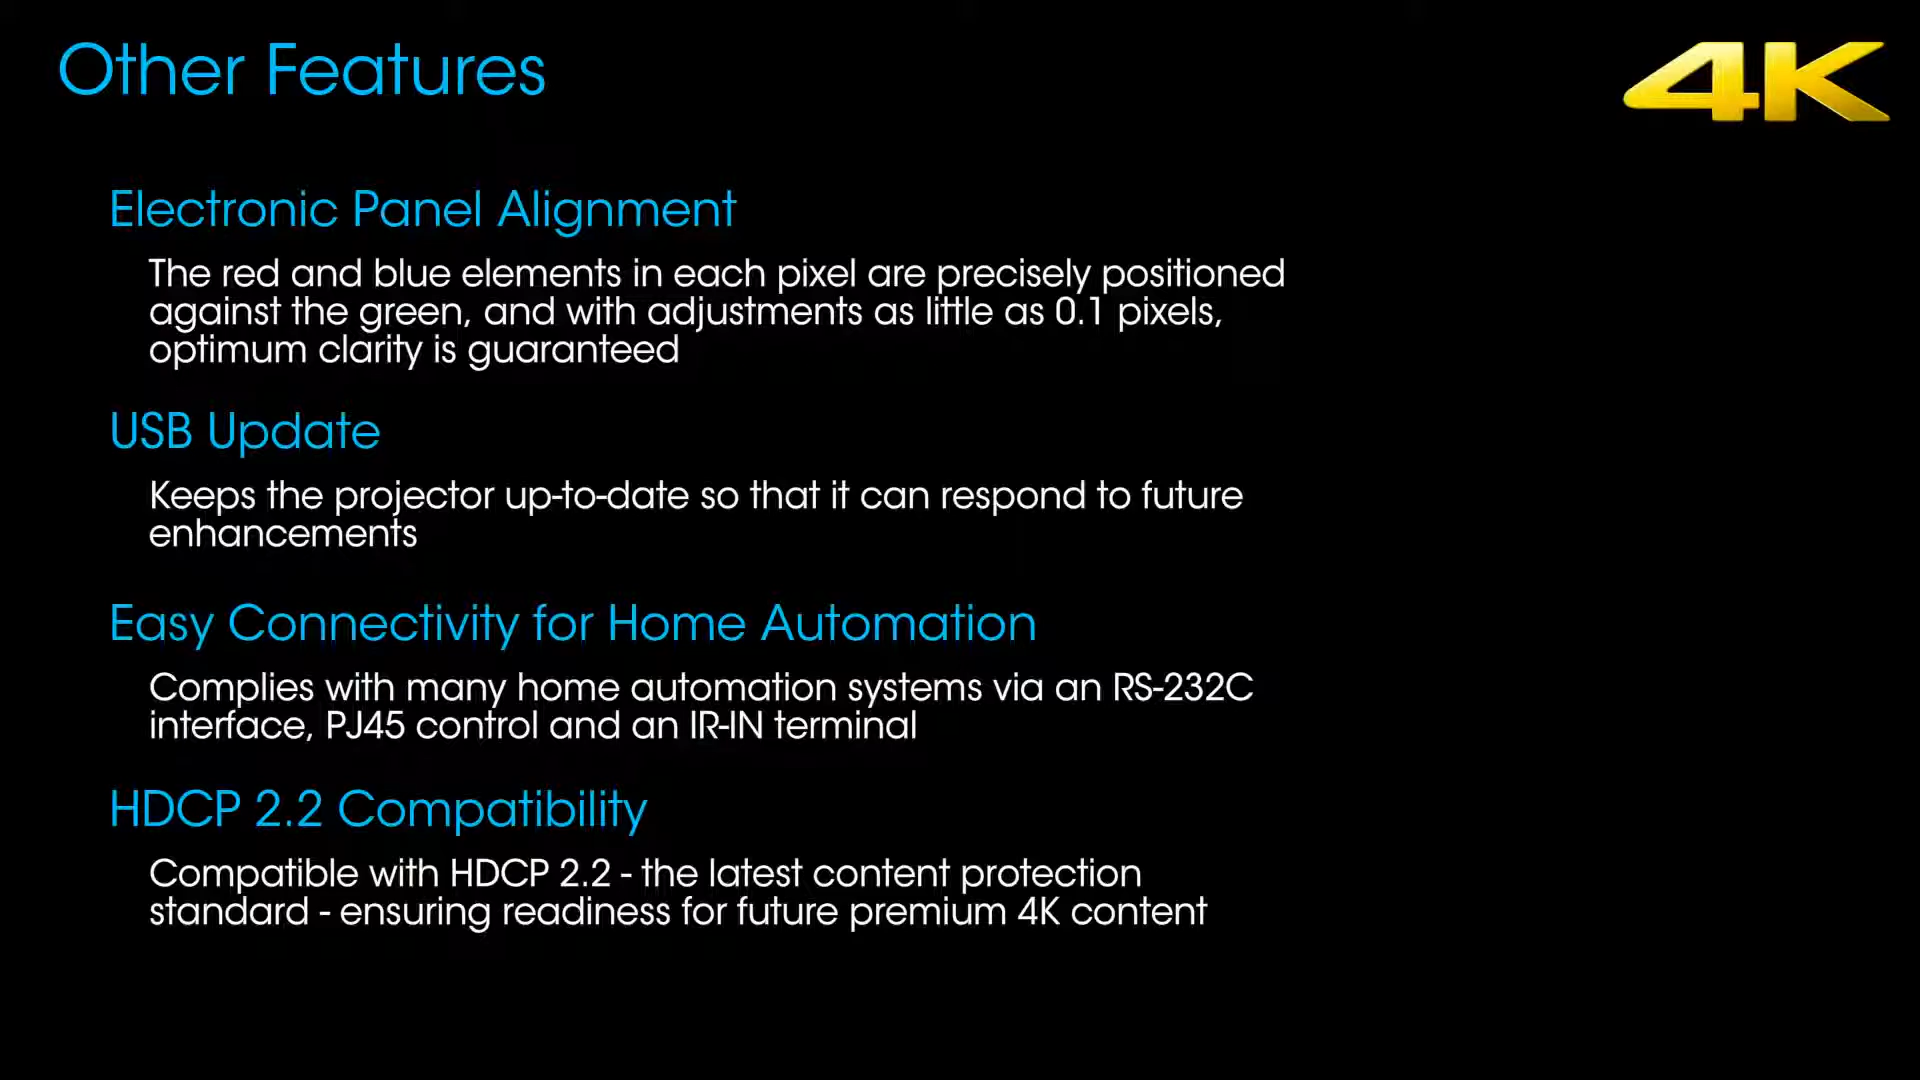 Other Features
4K
Electronic Panel Alignment
The red and blue elements in each pixel are precisely positioned
against the green, and with adjustments as little as 0.1 pixels,
optimum clarity is guaranteed
USB Update
Keeps the projector up-to-date so that it can respond to future
enhancements
Easy Connectivity for Home Automation
Complies with many home automation systems via an RS-232C
interface, PJ45 control and an IR-IN terminal
HDCP 2.2 Compatibility
Compatible with HDCP 2.2 - the latest content protection
standard - ensuring readiness for future premium 4K content